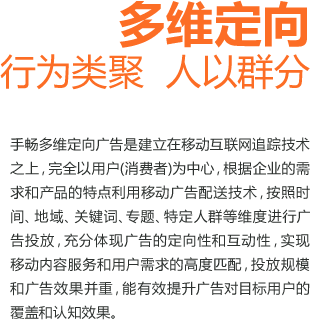 多维定向
行为类聚 人以群分
手畅多维定向广告是建立在移动互联网追踪技术
之上,完全以用户(消费者)为中心,根据企业的需
求和产品的特点利用移动广告配送技术,按照时
间、地域、关键词、专题、特定人群等维度进行广
告投放,充分体现广告的定向性和互动性,实现
移动内容服务和用户需求的高度匹配,投放规模
和广告效果并重,能有效提升广告对目标用户的
覆盖和认知效果。